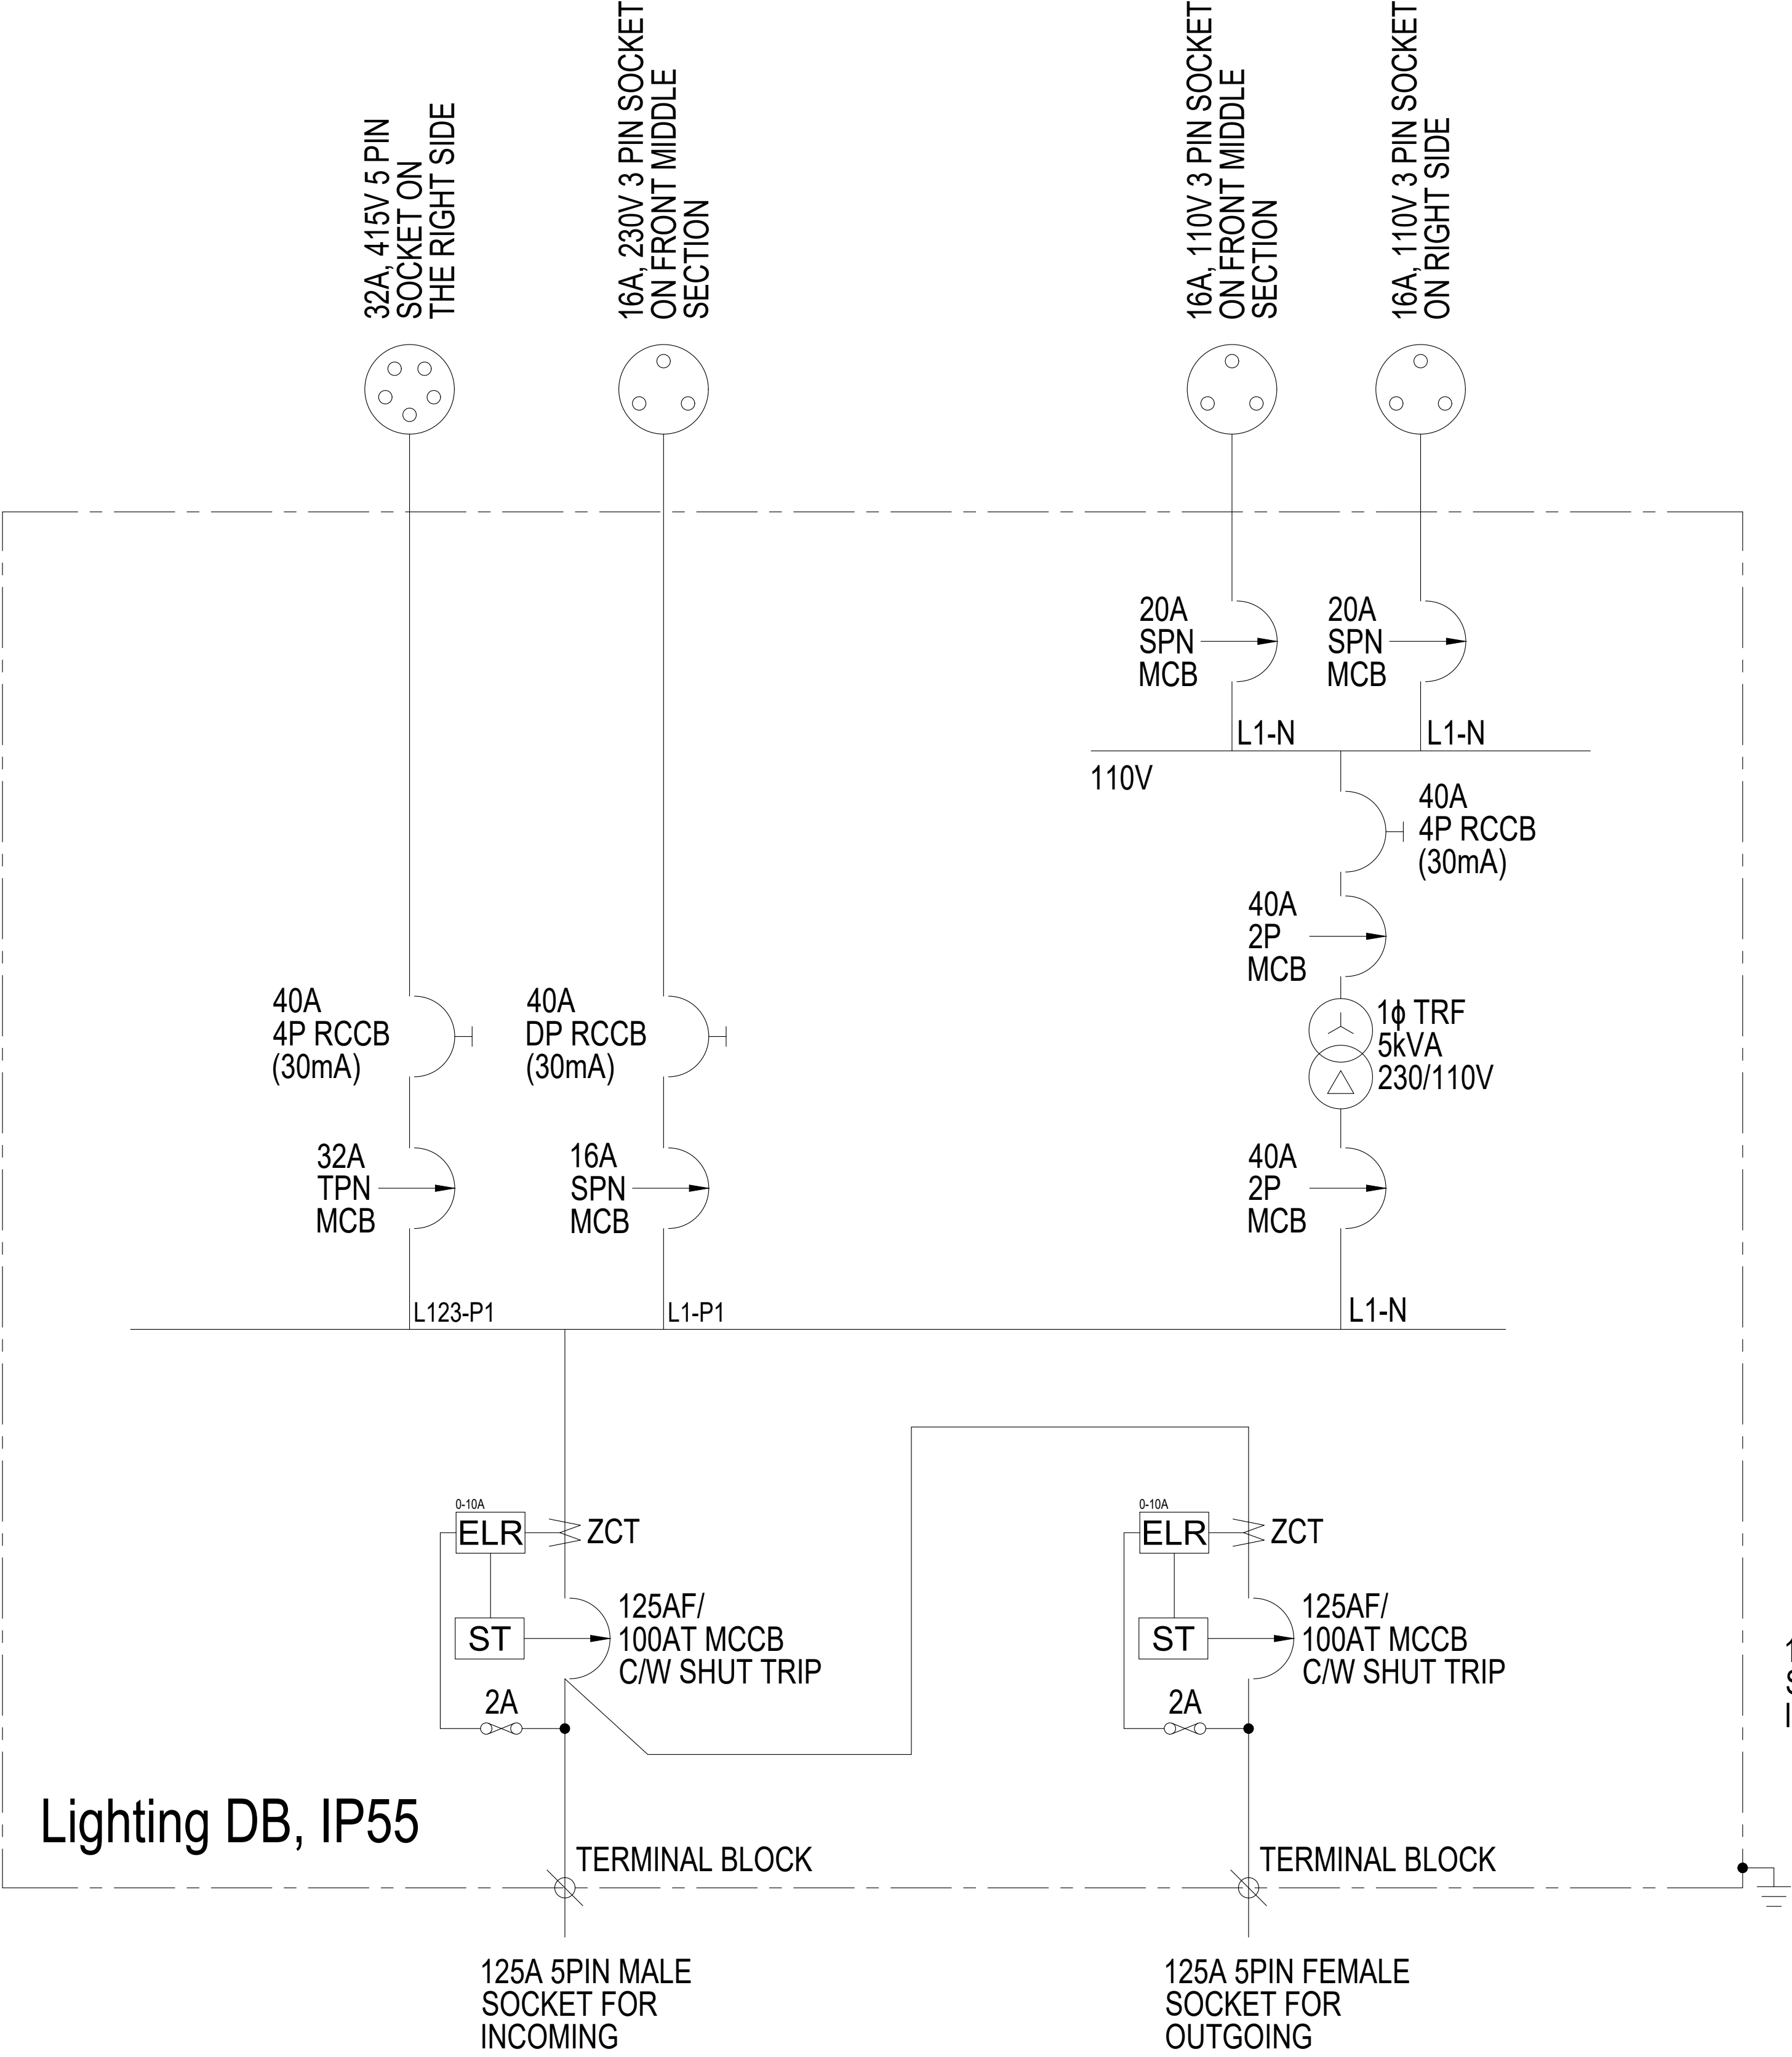 32A, 415V 5 PIN
SOCKET ON
THE RIGHT SIDE
16A, 230V 3 PIN SOCKET
ON FRONT MIDDLE
SECTION
16A, 110V 3 PIN SOCKET
ON FRONT MIDDLE
SECTION
16A, 110V 3 PIN SOCKET
ON RIGHT SIDE
20A
SPN
MCB
20A
SPN
MCB
L1-N
L1-N
110V
40A
4P RCCB
(30mA)
40A
2P
MCB
40A
4P RCCB
(30mA)
40A
DP RCCB
(30mA)
1ϕ TRF
5kVA
230/110V
32A
TPN
MCB
16A
SPN
MCB
40A
2P
MCB
L123-P1
L1-P1
L1-N
0-10A
ELR
ZCT
125AF/
100AT MCCB
C/W SHUT TRIP
ST
2A
0-10A
ELR
ZCT
125AF/
100AT MCCB
C/W SHUT TRIP
ST
2A
Lighting DB, IP55
TERMINAL BLOCK
TERMINAL BLOCK
125A 5PIN MALE
SOCKET FOR
INCOMING
125A 5PIN FEMALE
SOCKET FOR
OUTGOING